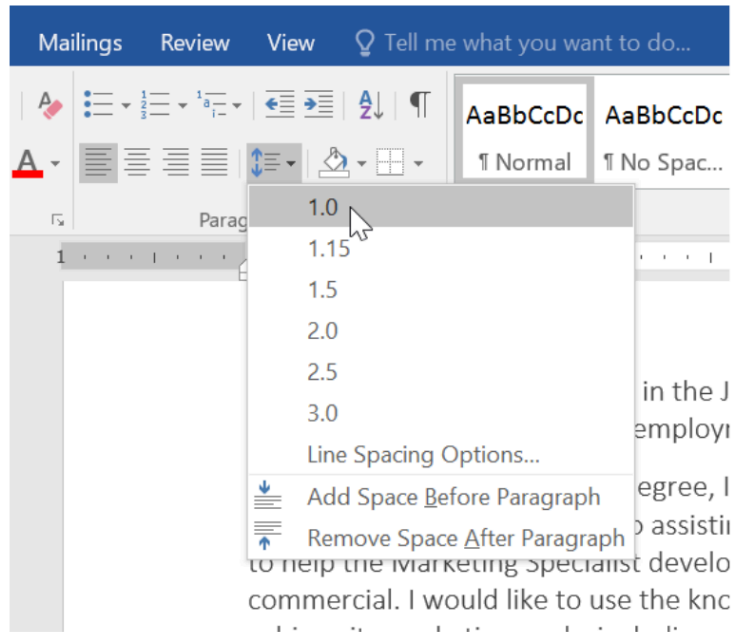 Mailings Review View Tell me what you want to do...
AaBbCcDc AaBbCcDc
A ¶ Normal ¶ No Spac...
Parag
1
1.0
1.15
1.5
2.0
2.5
3.0
Line Spacing Options...
Add Space Before Paragraph
Remove Space After Paragraph
in the J
employ
egree, I
assisti
to help the Marketing Specialist develo
commercial. I would like to use the kno